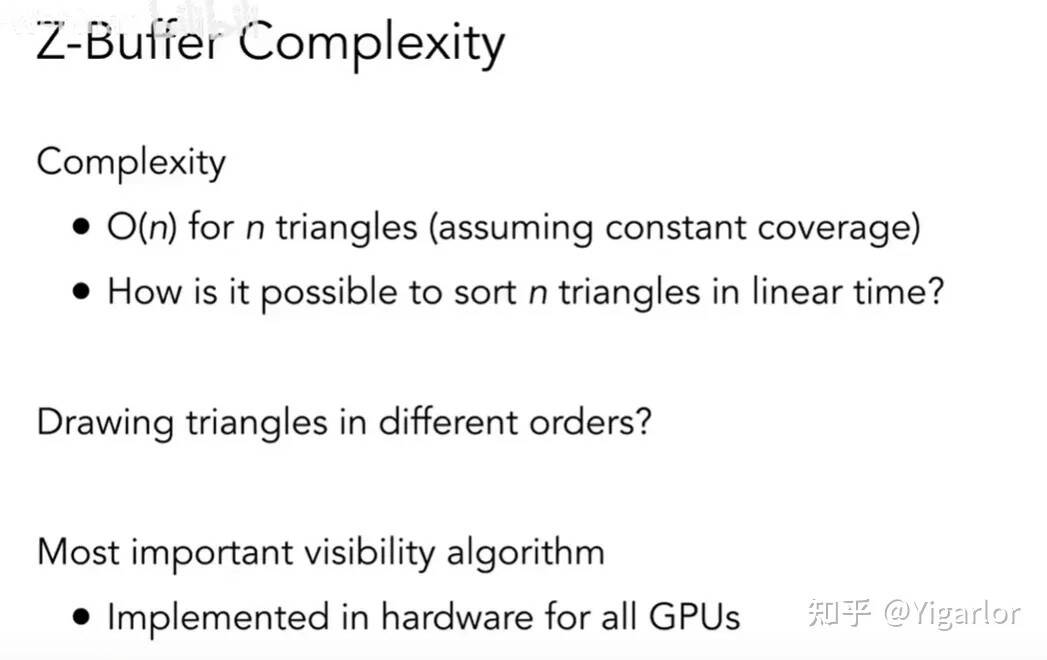 Z-Buffer Complexity
Complexity
● O(n) for n triangles (assuming constant coverage)
● How is it possible to sort n triangles in linear time?
Drawing triangles in different orders?
Most important visibility algorithm
● Implemented in hardware for all GPUs
知乎 @Yigarlor